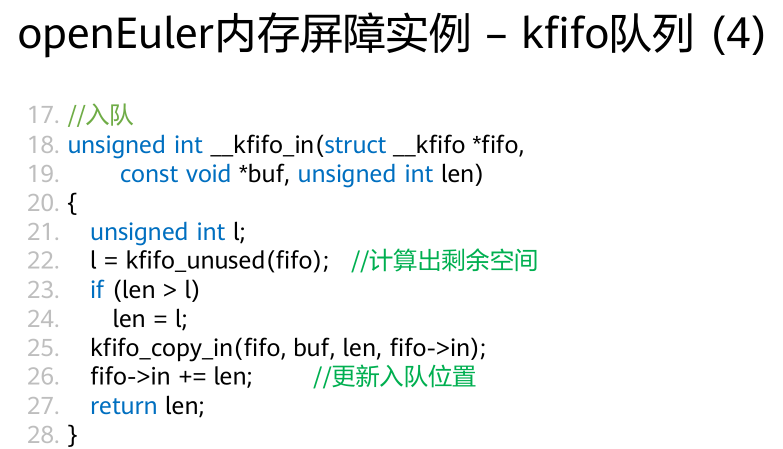 openEuler内存屏障实例 – kfifo队列 (4)
17. //入队
18. unsigned int __kfifo_in(struct __kfifo *fifo,
19. const void *buf, unsigned int len)
20. {
21. unsigned int l;
22. l = kfifo_unused(fifo); //计算出剩余空间
23. if (len > l)
24. len = l;
25. kfifo_copy_in(fifo, buf, len, fifo->in);
26. fifo->in += len; //更新入队位置
27. return len;
28. }